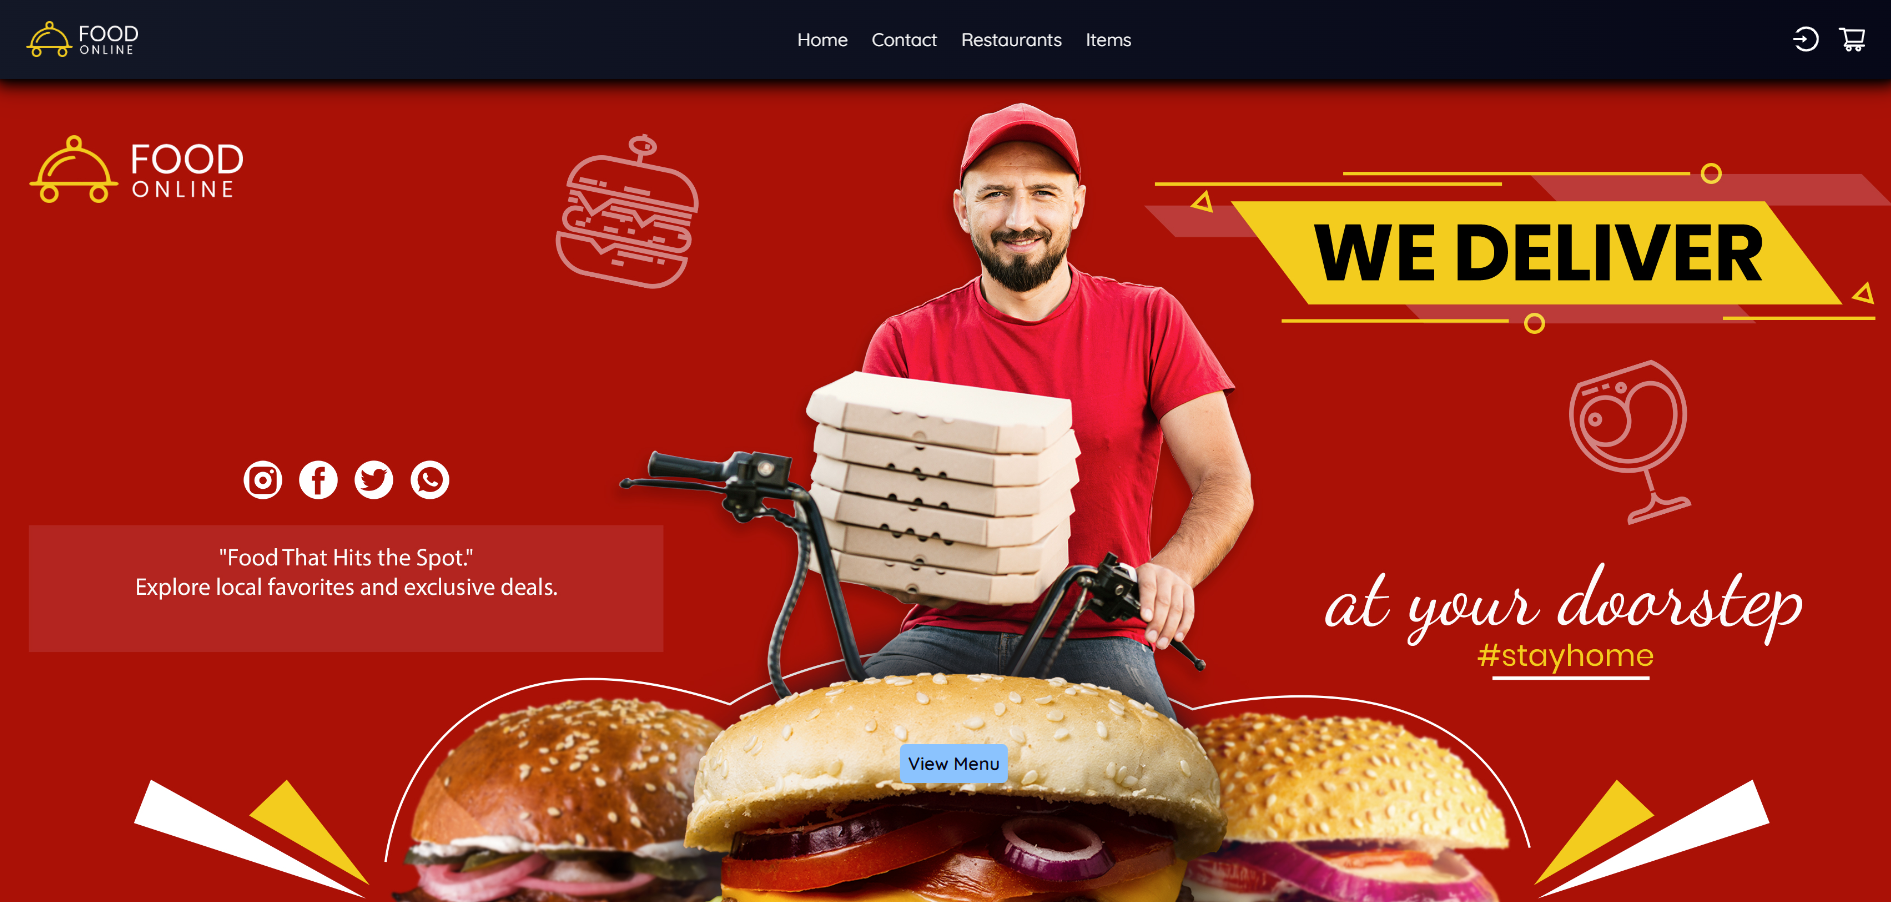 FOOD
ONLINE
Home Contact Restaurants Items
FOOD
ONLINE
WE DELIVER
"Food That Hits the Spot."
Explore local favorites and exclusive deals.
at your doorstep
#stayhome
View Menu